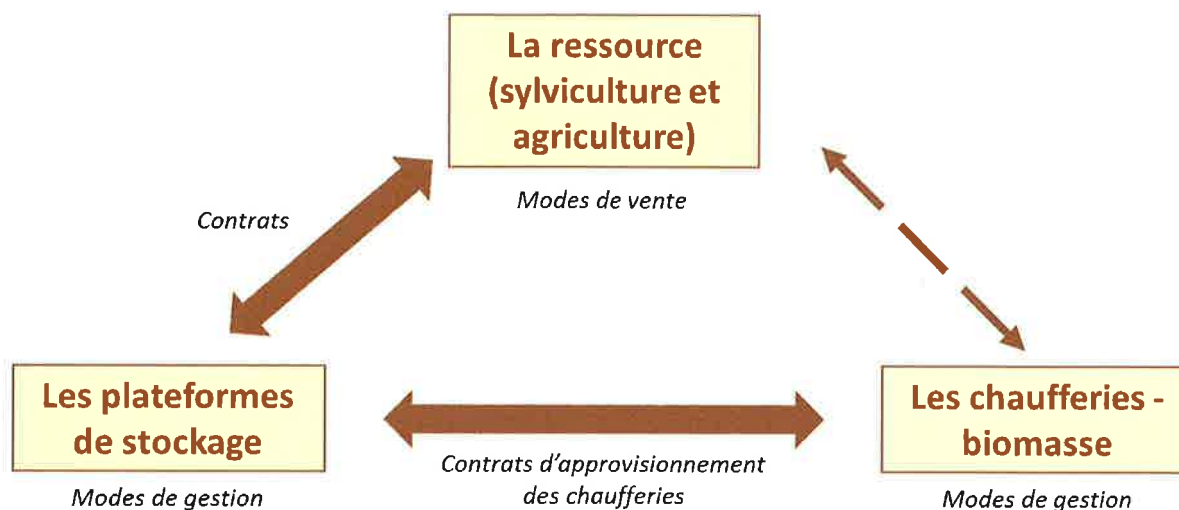 La ressource
(sylviculture et
agriculture)
Modes de vente
Contrats
Les plateformes
de stockage
Modes de gestion
Contrats d'approvisionnement
des chaufferies
Les chaufferies -
biomasse
Modes de gestion